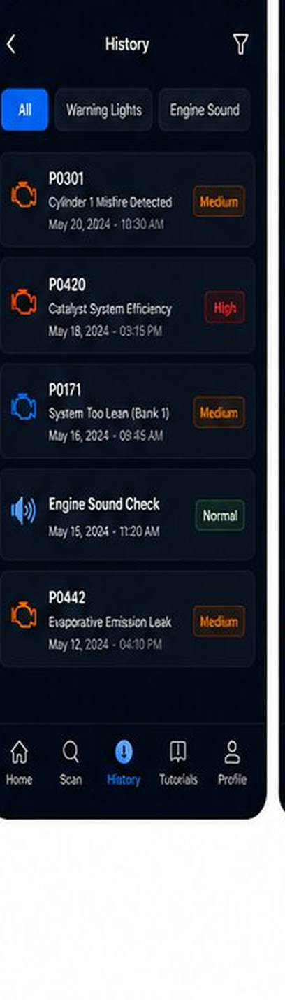 History
All
Warning Lights
Engine Sound
P0301
Cylinder 1 Misfire Detected
May 20, 2024 - 10:30 AM
Medium
P0420
Catalyst System Efficiency
May 18, 2024 - 03:15 PM
High
P0171
System Too Lean (Bank 1)
May 16, 2024 - 09:45 AM
Medium
Engine Sound Check
May 15, 2024 - 11:20 AM
Normal
P0442
Evaporative Emission Leak
May 12, 2024 - 04:10 PM
Medium
Home
Scan
History
Tutorials
Profile